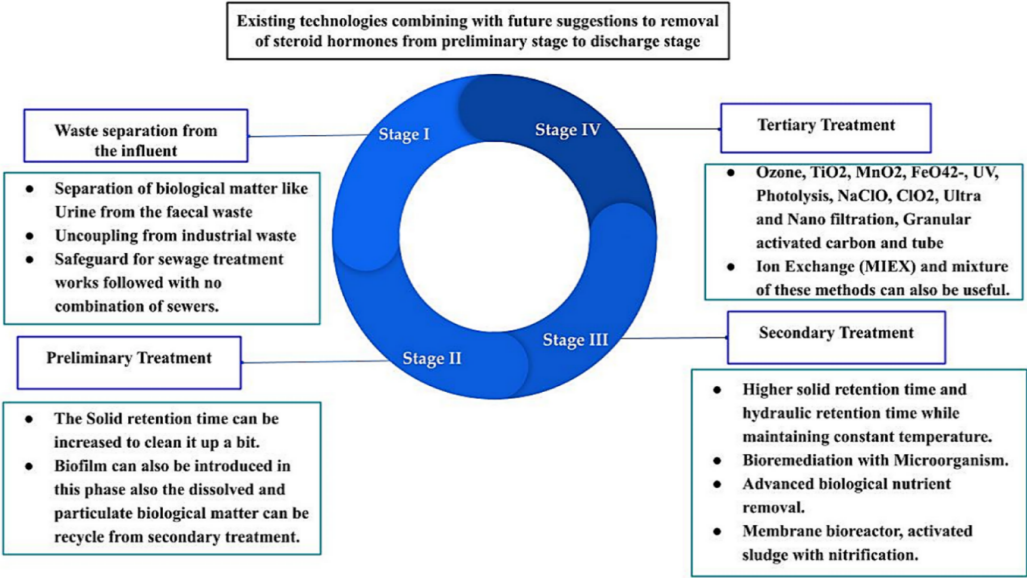 Existing technologies combining with future suggestions to removal
of steroid hormones from preliminary stage to discharge stage
Stage I
Waste separation from
the influent
● Separation of biological matter like
Urine from the faecal waste
● Uncoupling from industrial waste
● Safeguard for sewage treatment
works followed with no
combination of sewers.
Stage II
Preliminary Treatment
● The Solid retention time can be
increased to clean it up a bit.
● Biofilm can also be introduced in
this phase also the dissolved and
particulate biological matter can be
recycle from secondary treatment.
Stage III
Secondary Treatment
● Higher solid retention time and
hydraulic retention time while
maintaining constant temperature.
● Bioremediation with Microorganism.
● Advanced biological nutrient
removal.
● Membrane bioreactor, activated
sludge with nitrification.
Stage IV
Tertiary Treatment
● Ozone, TiO2, MnO2, FeO42-, UV,
Photolysis, NaClO, ClO2, Ultra
and Nano filtration, Granular
activated carbon and tube
● Ion Exchange (MIEX) and mixture
of these methods can also be useful.